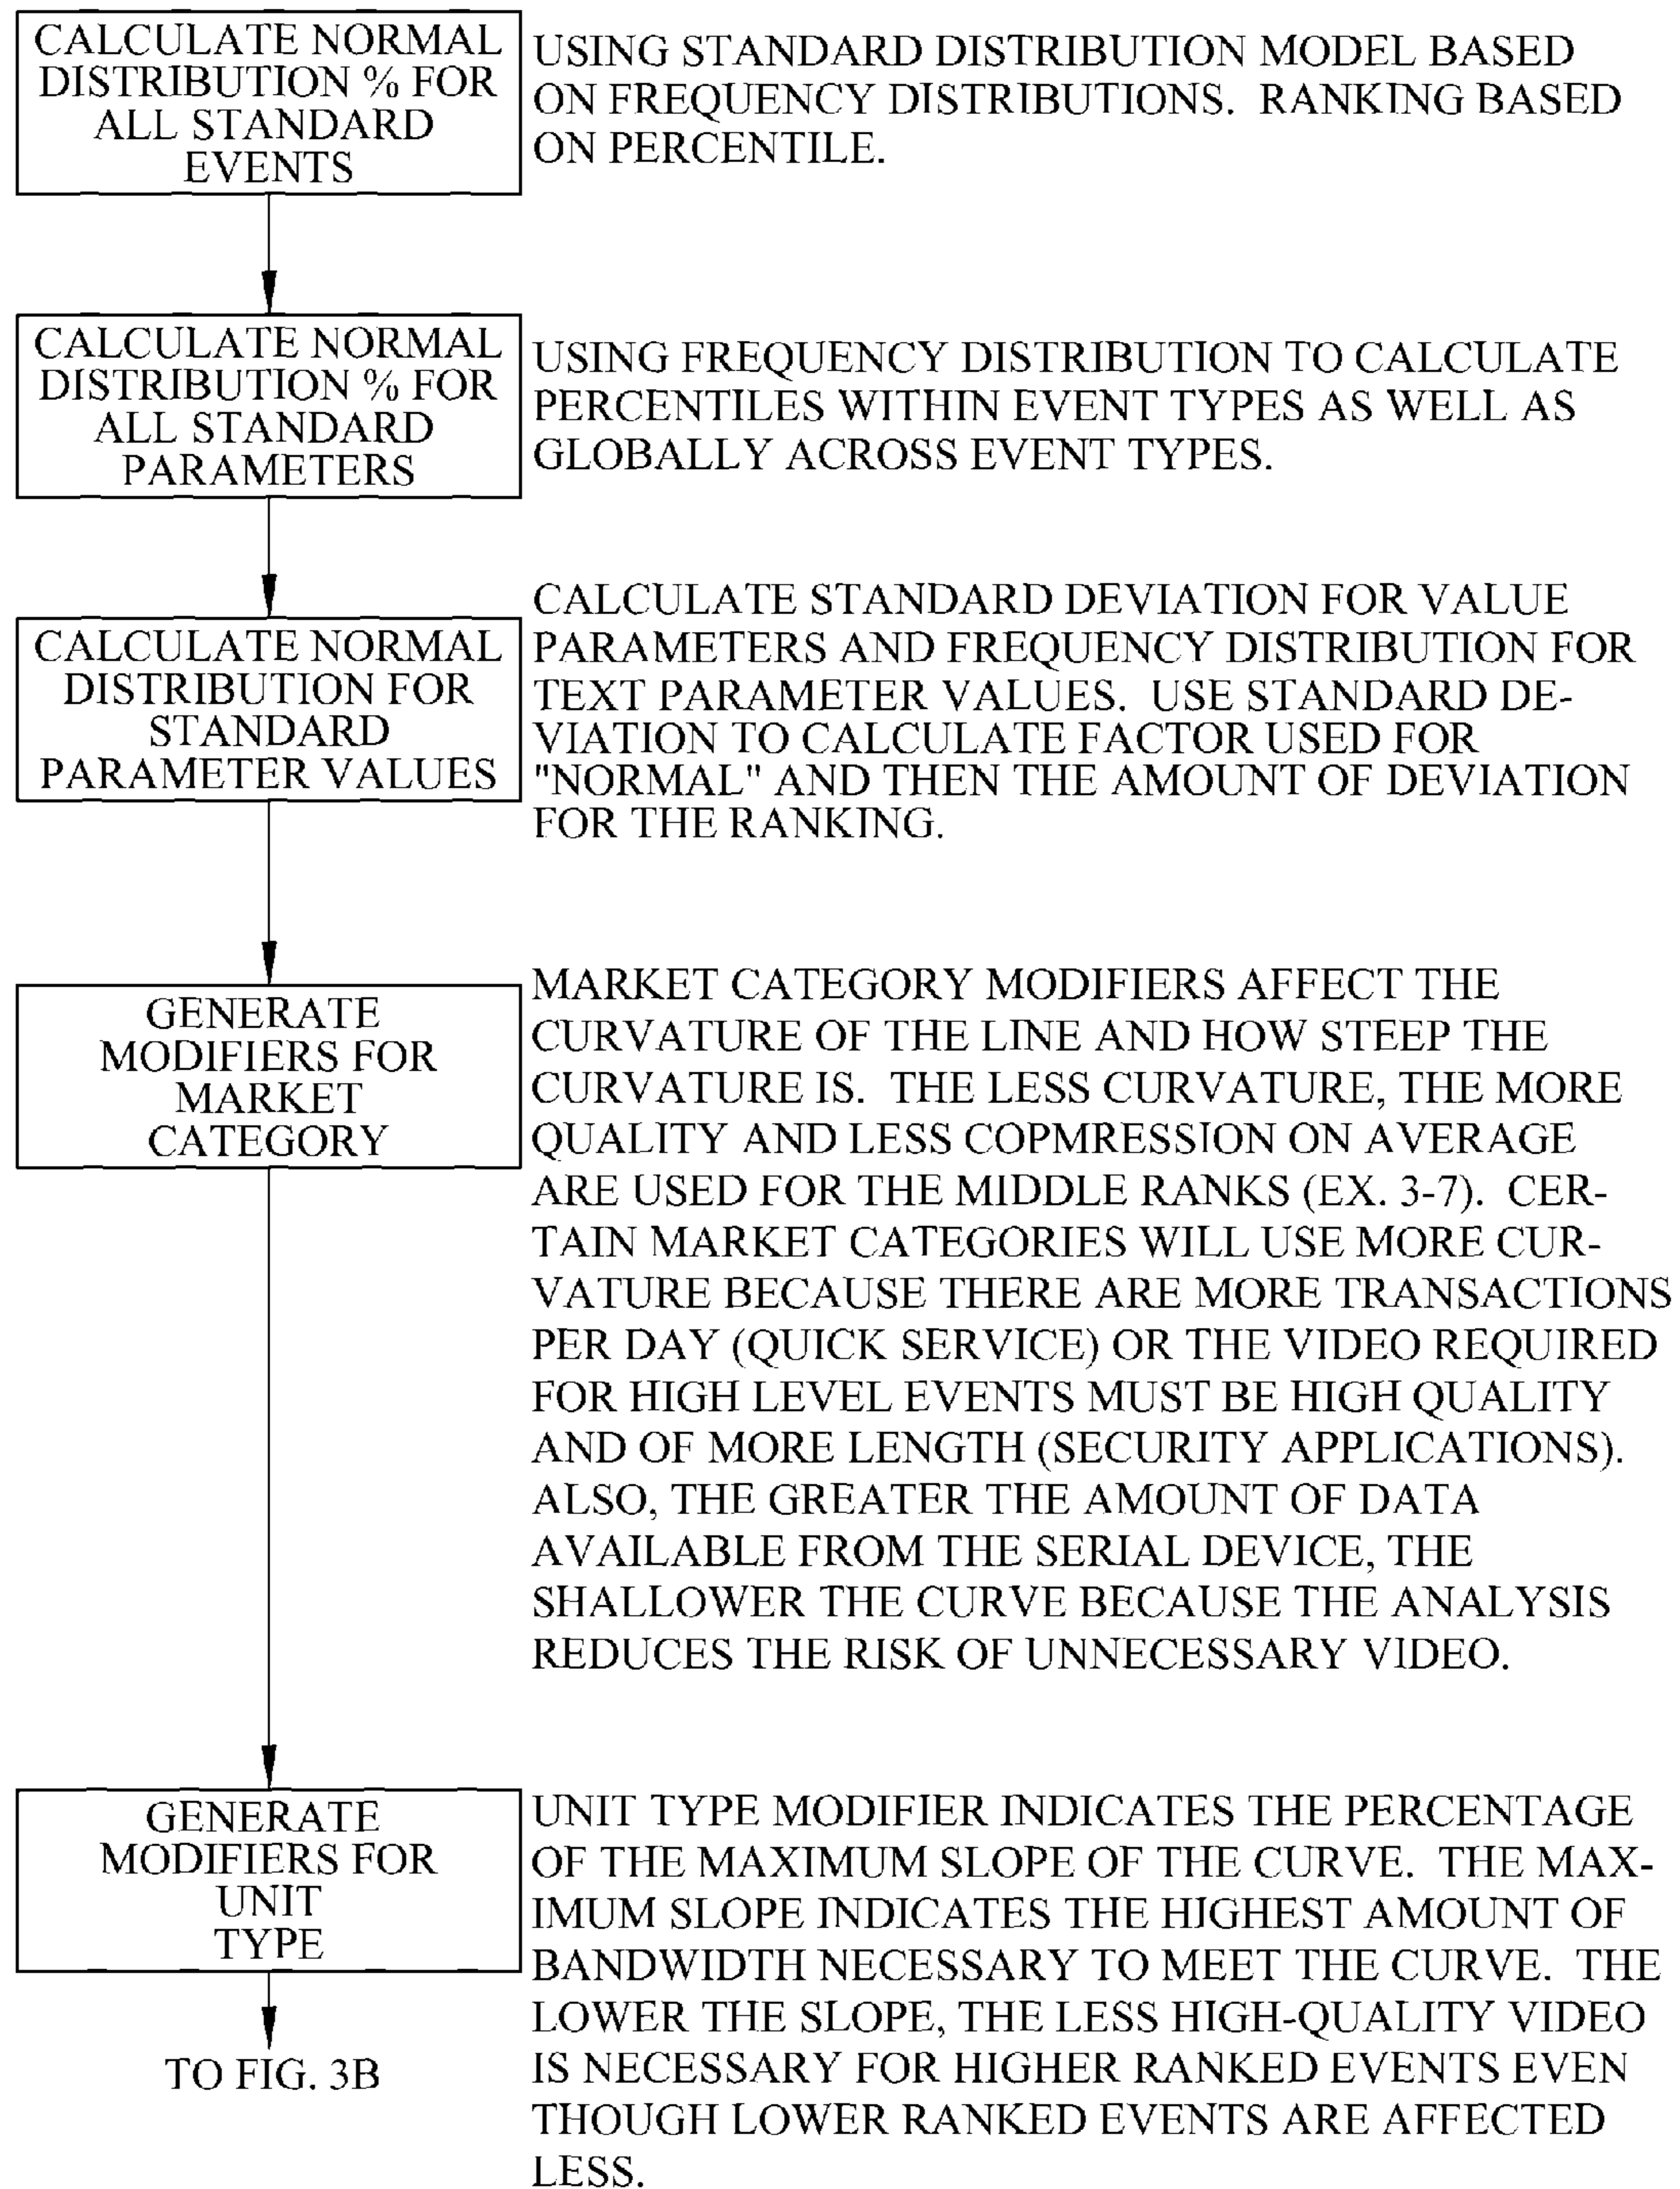 CALCULATE NORMAL
DISTRIBUTION % FOR
ALL STANDARD
EVENTS
USING STANDARD DISTRIBUTION MODEL BASED
ON FREQUENCY DISTRIBUTIONS. RANKING BASED
ON PERCENTILE.
CALCULATE NORMAL
DISTRIBUTION % FOR
ALL STANDARD
PARAMETERS
USING FREQUENCY DISTRIBUTION TO CALCULATE
PERCENTILES WITHIN EVENT TYPES AS WELL AS
GLOBALLY ACROSS EVENT TYPES.
CALCULATE NORMAL
DISTRIBUTION FOR
STANDARD
PARAMETER VALUES
CALCULATE STANDARD DEVIATION FOR VALUE
PARAMETERS AND FREQUENCY DISTRIBUTION FOR
TEXT PARAMETER VALUES. USE STANDARD DE-
VIATION TO CALCULATE FACTOR USED FOR
"NORMAL" AND THEN THE AMOUNT OF DEVIATION
FOR THE RANKING.
GENERATE
MODIFIERS FOR
MARKET
CATEGORY
MARKET CATEGORY MODIFIERS AFFECT THE
CURVATURE OF THE LINE AND HOW STEEP THE
CURVATURE IS. THE LESS CURVATURE, THE MORE
QUALITY AND LESS COPMRESSION ON AVERAGE
ARE USED FOR THE MIDDLE RANKS (EX. 3-7). CER-
TAIN MARKET CATEGORIES WILL USE MORE CUR-
VATURE BECAUSE THERE ARE MORE TRANSACTIONS
PER DAY (QUICK SERVICE) OR THE VIDEO REQUIRED
FOR HIGH LEVEL EVENTS MUST BE HIGH QUALITY
AND OF MORE LENGTH (SECURITY APPLICATIONS).
ALSO, THE GREATER THE AMOUNT OF DATA
AVAILABLE FROM THE SERIAL DEVICE, THE
SHALLOWER THE CURVE BECAUSE THE ANALYSIS
REDUCES THE RISK OF UNNECESSARY VIDEO.
GENERATE
MODIFIERS FOR
UNIT
TYPE
UNIT TYPE MODIFIER INDICATES THE PERCENTAGE
OF THE MAXIMUM SLOPE OF THE CURVE. THE MAX-
IMUM SLOPE INDICATES THE HIGHEST AMOUNT OF
BANDWIDTH NECESSARY TO MEET THE CURVE. THE
LOWER THE SLOPE, THE LESS HIGH-QUALITY VIDEO
IS NECESSARY FOR HIGHER RANKED EVENTS EVEN
THOUGH LOWER RANKED EVENTS ARE AFFECTED
LESS.
TO FIG. 3B